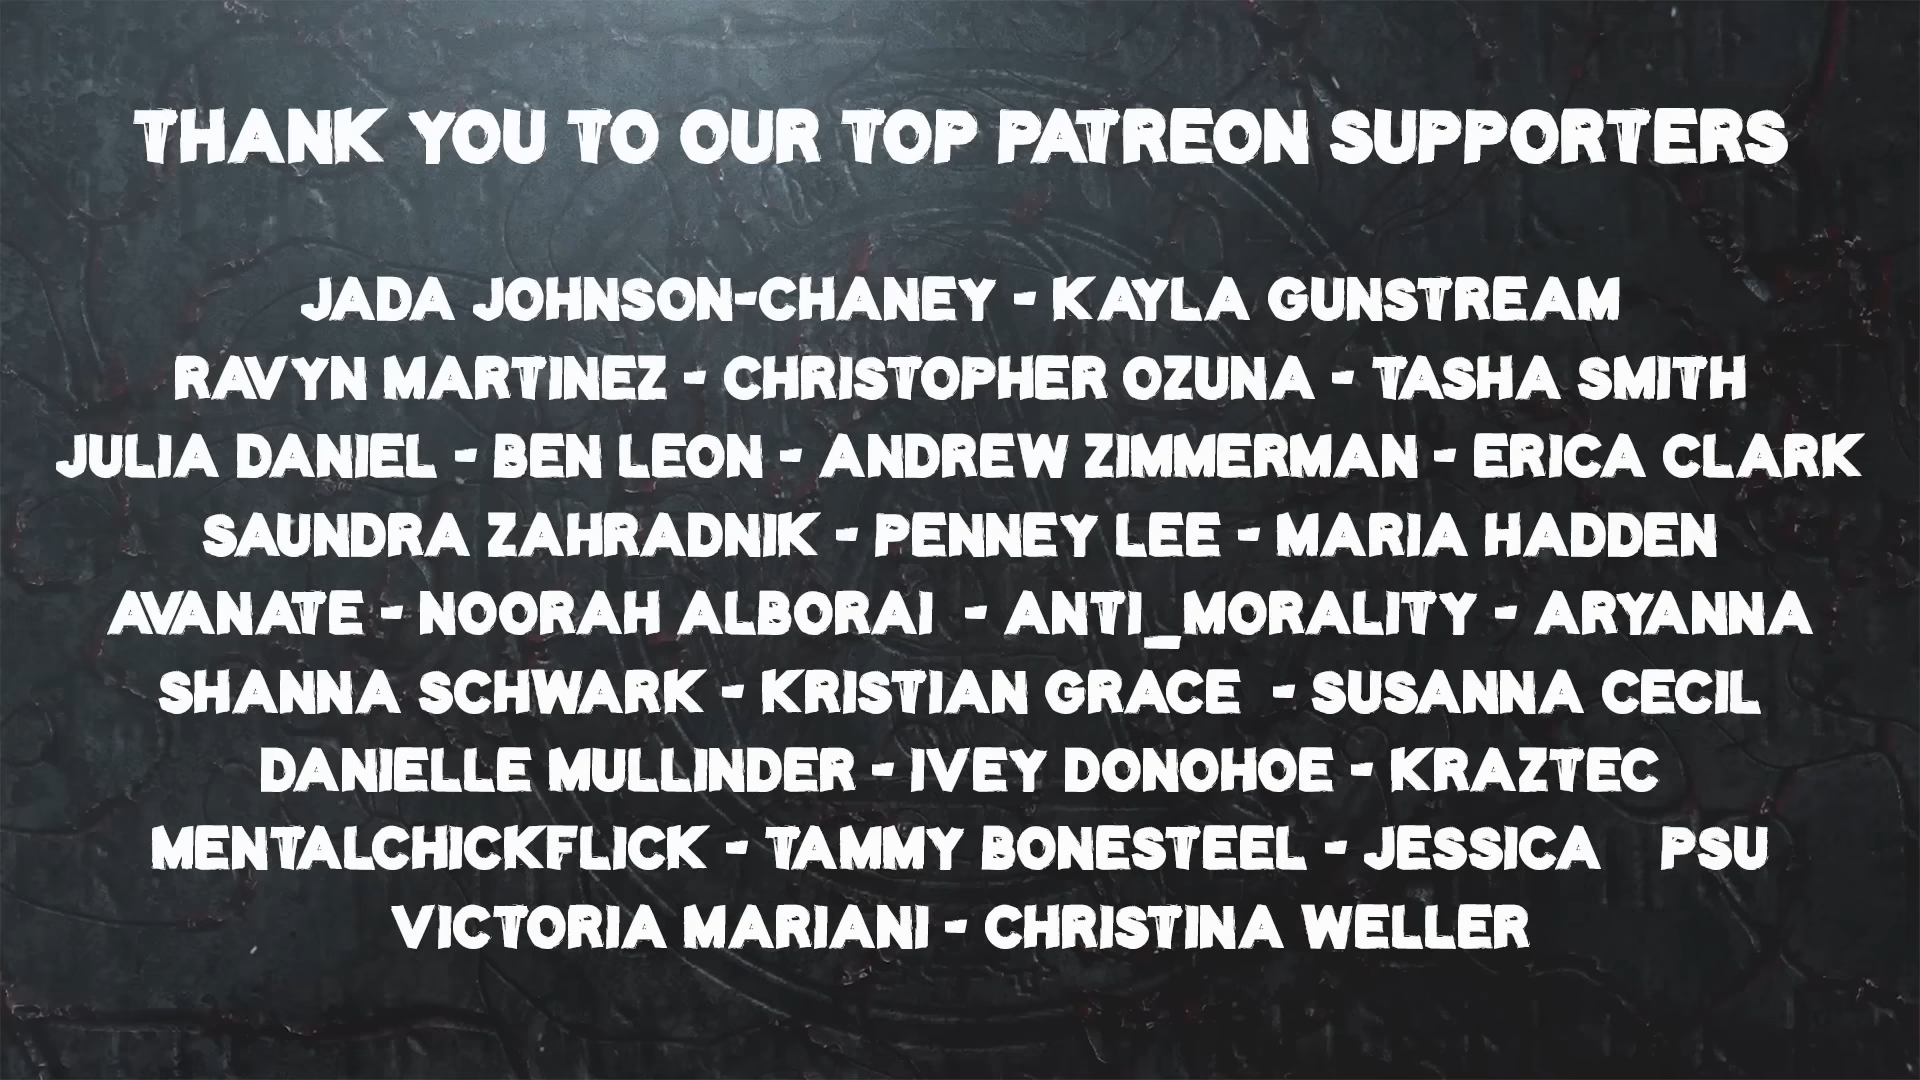 THANK YOU TO OUR TOP PATREON SUPPORTERS
JADA JOHNSON-CHANEY - KAYLA GUNSTREAM
RAVYN MARTINEZ - CHRISTOPHER OZUNA - TASHA SMITH
JULIA DANIEL - BEN LEON - ANDREW ZIMMERMAN - ERICA CLARK
SAUNDRA ZAHRADNIK - PENNEY LEE - MARIA HADDEN
AVANATE - NOORAH ALBORAI - ANTI_MORALITY - ARYANNA
SHANNA SCHWARK - KRISTIAN GRACE - SUSANNA CECIL
DANIELLE MULLINDER - IVEY DONOHOE - KRAZTEC
MENTALCHICKFLICK - TAMMY BONESTEEL - JESSICA PSU
VICTORIA MARIANI - CHRISTINA WELLER